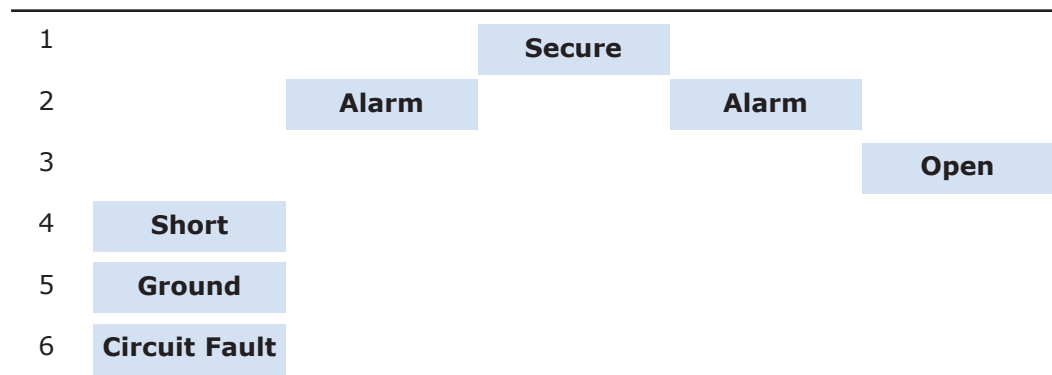 1 Secure
2 Alarm Alarm
3 Open
4 Short
5 Ground
6 Circuit Fault